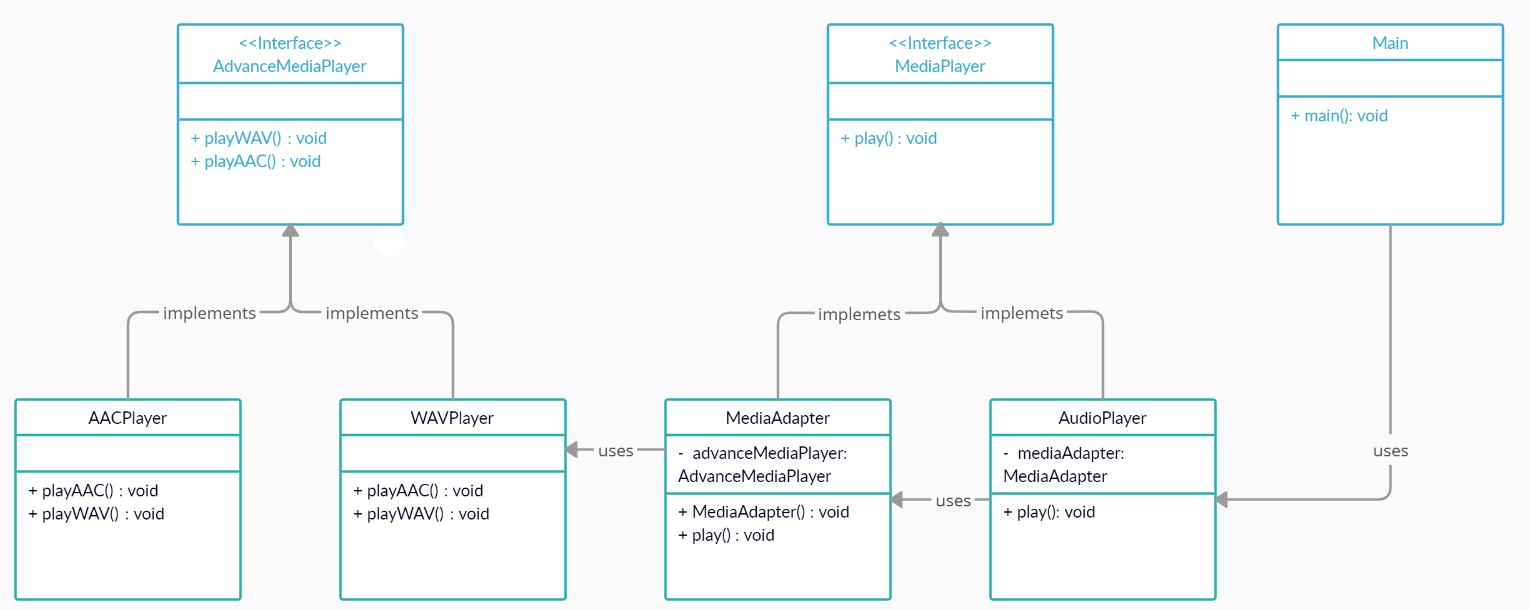 <<Interface>>
AdvanceMediaPlayer
+ playWAV() : void
+ playAAC() : void
<<Interface>>
MediaPlayer
+ play() : void
Main
+ main(): void
implements
implements
implemets
implemets
uses
AACPlayer
+ playAAC() : void
+ playWAV() : void
WAVPlayer
+ playAAC() : void
+ playWAV() : void
uses
MediaAdapter
- advanceMediaPlayer:
AdvanceMediaPlayer
+ MediaAdapter() : void
+ play() : void
uses
AudioPlayer
- mediaAdapter:
MediaAdapter
+ play(): void